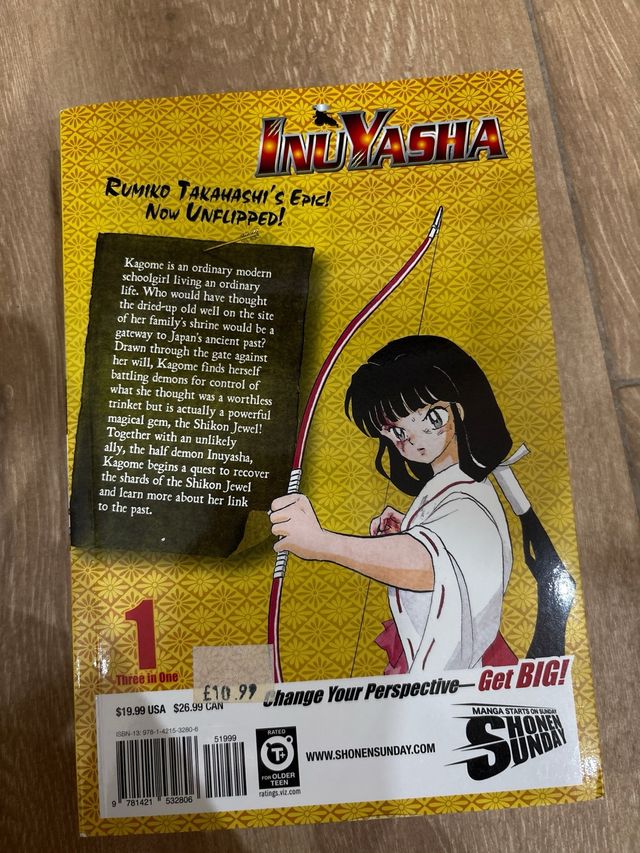 INUYASHA
RUMIKO TAKAHASHI'S EPIC!
NOW UNFLIPPED!
Kagome is an ordinary modern
schoolgirl living an ordinary
life. Who would have thought
the dried-up old well on the site
of her family's shrine would be a
gateway to Japan's ancient past?
Drawn through the gate against
her will, Kagome finds herself
battling demons for control of
what she thought was a worthless
trinket but is actually a powerful
magical gem, the Shikon Jewel!
Together with an unlikely
ally, the half demon Inuyasha,
Kagome begins a quest to recover
the shards of the Shikon Jewel
and learn more about her link
to the past.
1
Three in One
£10.99
Change Your Perspective—Get BIG!
$19.99 USA $26.99 CAN
ISBN-13: 978-1-4215-3280-6
51999
9 781421 532806
RATED
T+
FOR OLDER
TEEN
ratings.viz.com
WWW.SHONENSUNDAY.COM
MANGA STARTS ON SUNDAY
SHONEN
SUNDAY